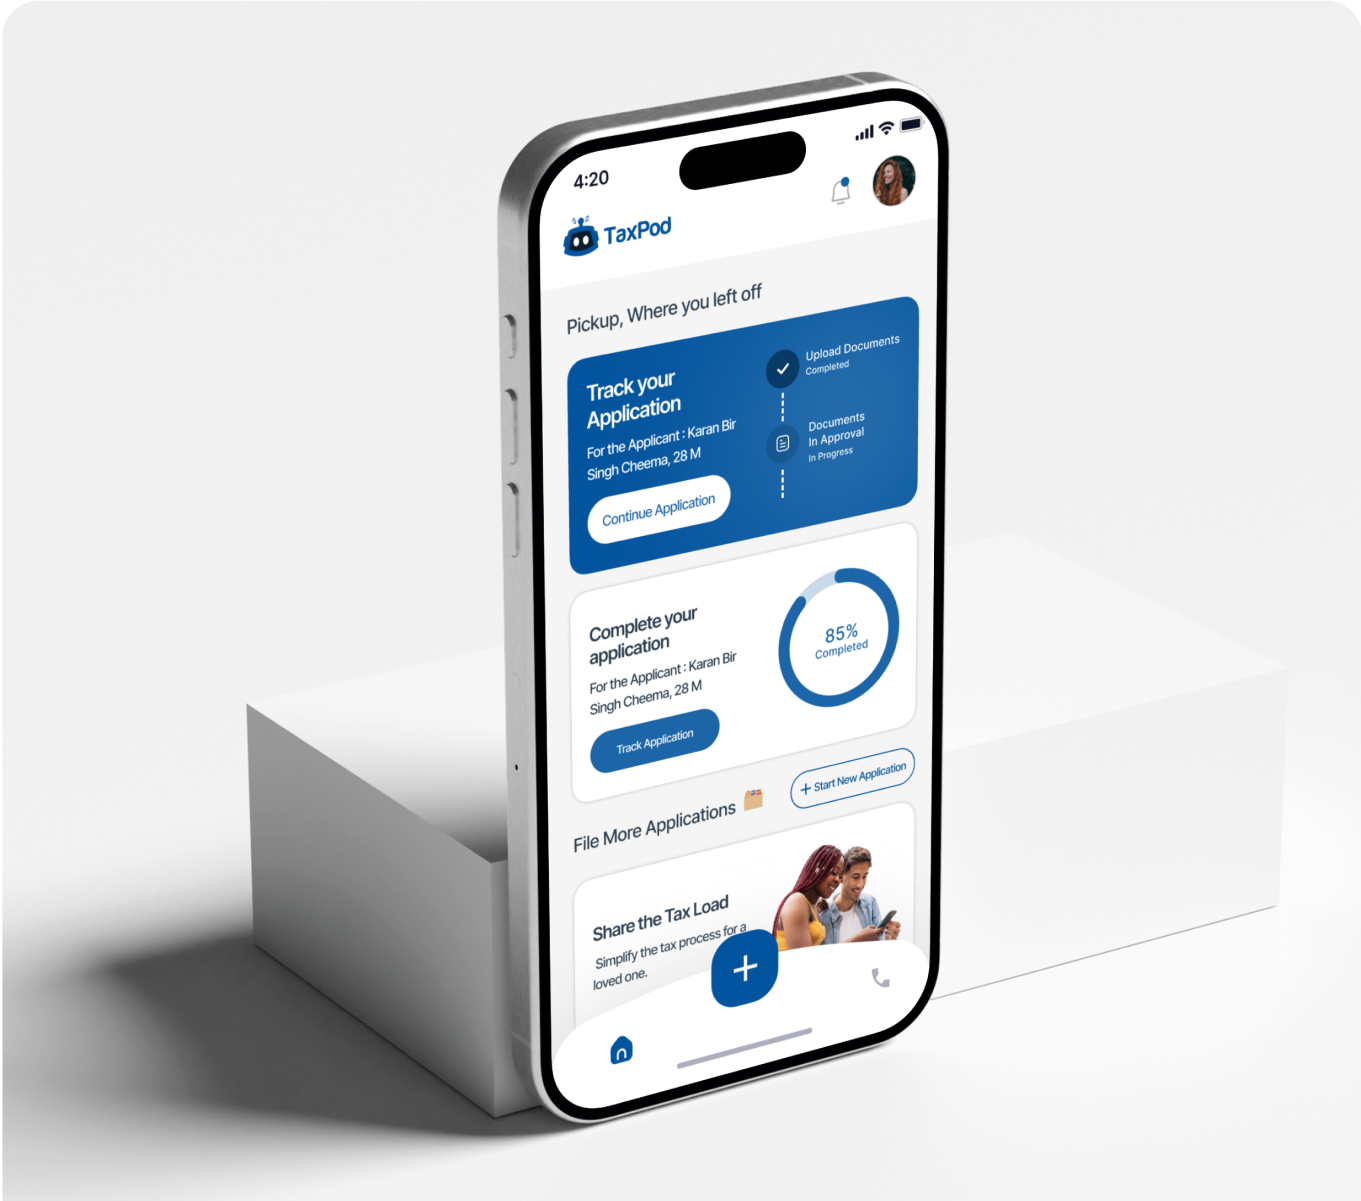 4:20
TaxPod
Pickup, Where you left off
Track your
Application
For the Applicant : Karan Bir
Singh Cheema, 28 M
Continue Application
Upload Documents
Completed
Documents
In Approval
In Progress
Complete your
application
For the Applicant : Karan Bir
Singh Cheema, 28 M
Track Application
85%
Completed
File More Applications
+ Start New Application
Share the Tax Load
Simplify the tax process for a
loved one.